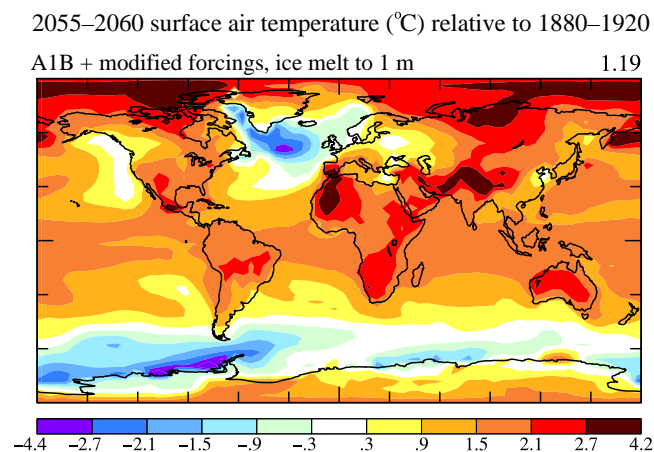 2055–2060 surface air temperature (°C) relative to 1880–1920
A1B + modified forcings, ice melt to 1 m 1.19
−4.4 −2.7 −2.1 −1.5 −.9 −.3 .3 .9 1.5 2.1 2.7 4.2